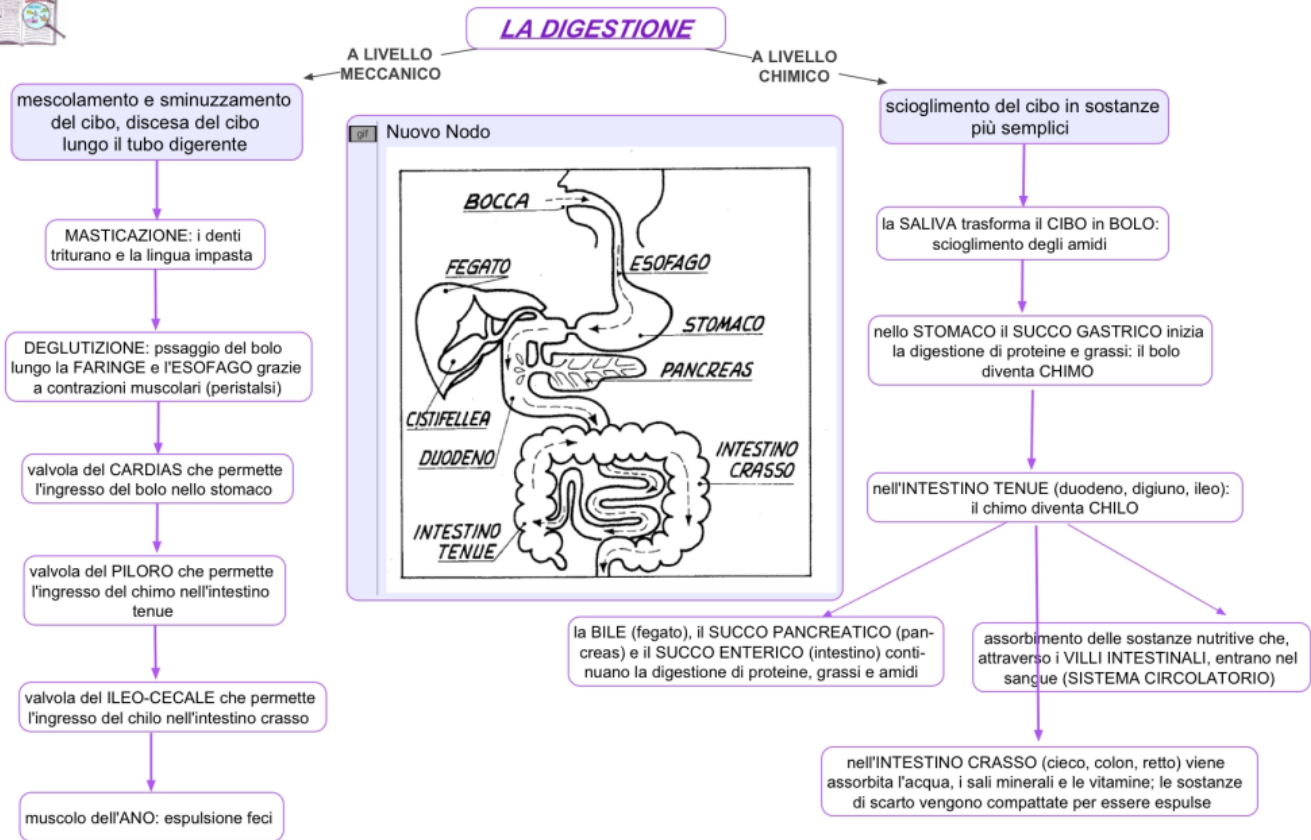 LA DIGESTIONE
A LIVELLO
MECCANICO
A LIVELLO
CHIMICO
mescolamento e sminuzzamento
del cibo, discesa del cibo
lungo il tubo digerente
MASTICAZIONE: i denti
triturano e la lingua impasta
DEGLUTIZIONE: pssaggio del bolo
lungo la FARINGE e l'ESOFAGO grazie
a contrazioni muscolari (peristalsi)
valvola del CARDIAS che permette
l'ingresso del bolo nello stomaco
valvola del PILORO che permette
l'ingresso del chimo nell'intestino
tenue
valvola del ILEO-CECALE che permette
l'ingresso del chilo nell'intestino crasso
muscolo dell'ANO: espulsione feci
gif
Nuovo Nodo
BOCCA
ESOFAGO
FEGATO
STOMACO
PANCREAS
CISTIFELLEA
DUODENO
INTESTINO
CRASSO
INTESTINO
TENUE
scioglimento del cibo in sostanze
più semplici
la SALIVA trasforma il CIBO in BOLO:
scioglimento degli amidi
nello STOMACO il SUCCO GASTRICO inizia
la digestione di proteine e grassi: il bolo
diventa CHIMO
nell'INTESTINO TENUE (duodeno, digiuno, ileo):
il chimo diventa CHILO
la BILE (fegato), il SUCCO PANCREATICO (pan-
creas) e il SUCCO ENTERICO (intestino) conti-
nuano la digestione di proteine, grassi e amidi
assorbimento delle sostanze nutritive che,
attraverso i VILLI INTESTINALI, entrano nel
sangue (SISTEMA CIRCOLATORIO)
nell'INTESTINO CRASSO (cieco, colon, retto) viene
assorbita l'acqua, i sali minerali e le vitamine; le sostanze
di scarto vengono compattate per essere espulse